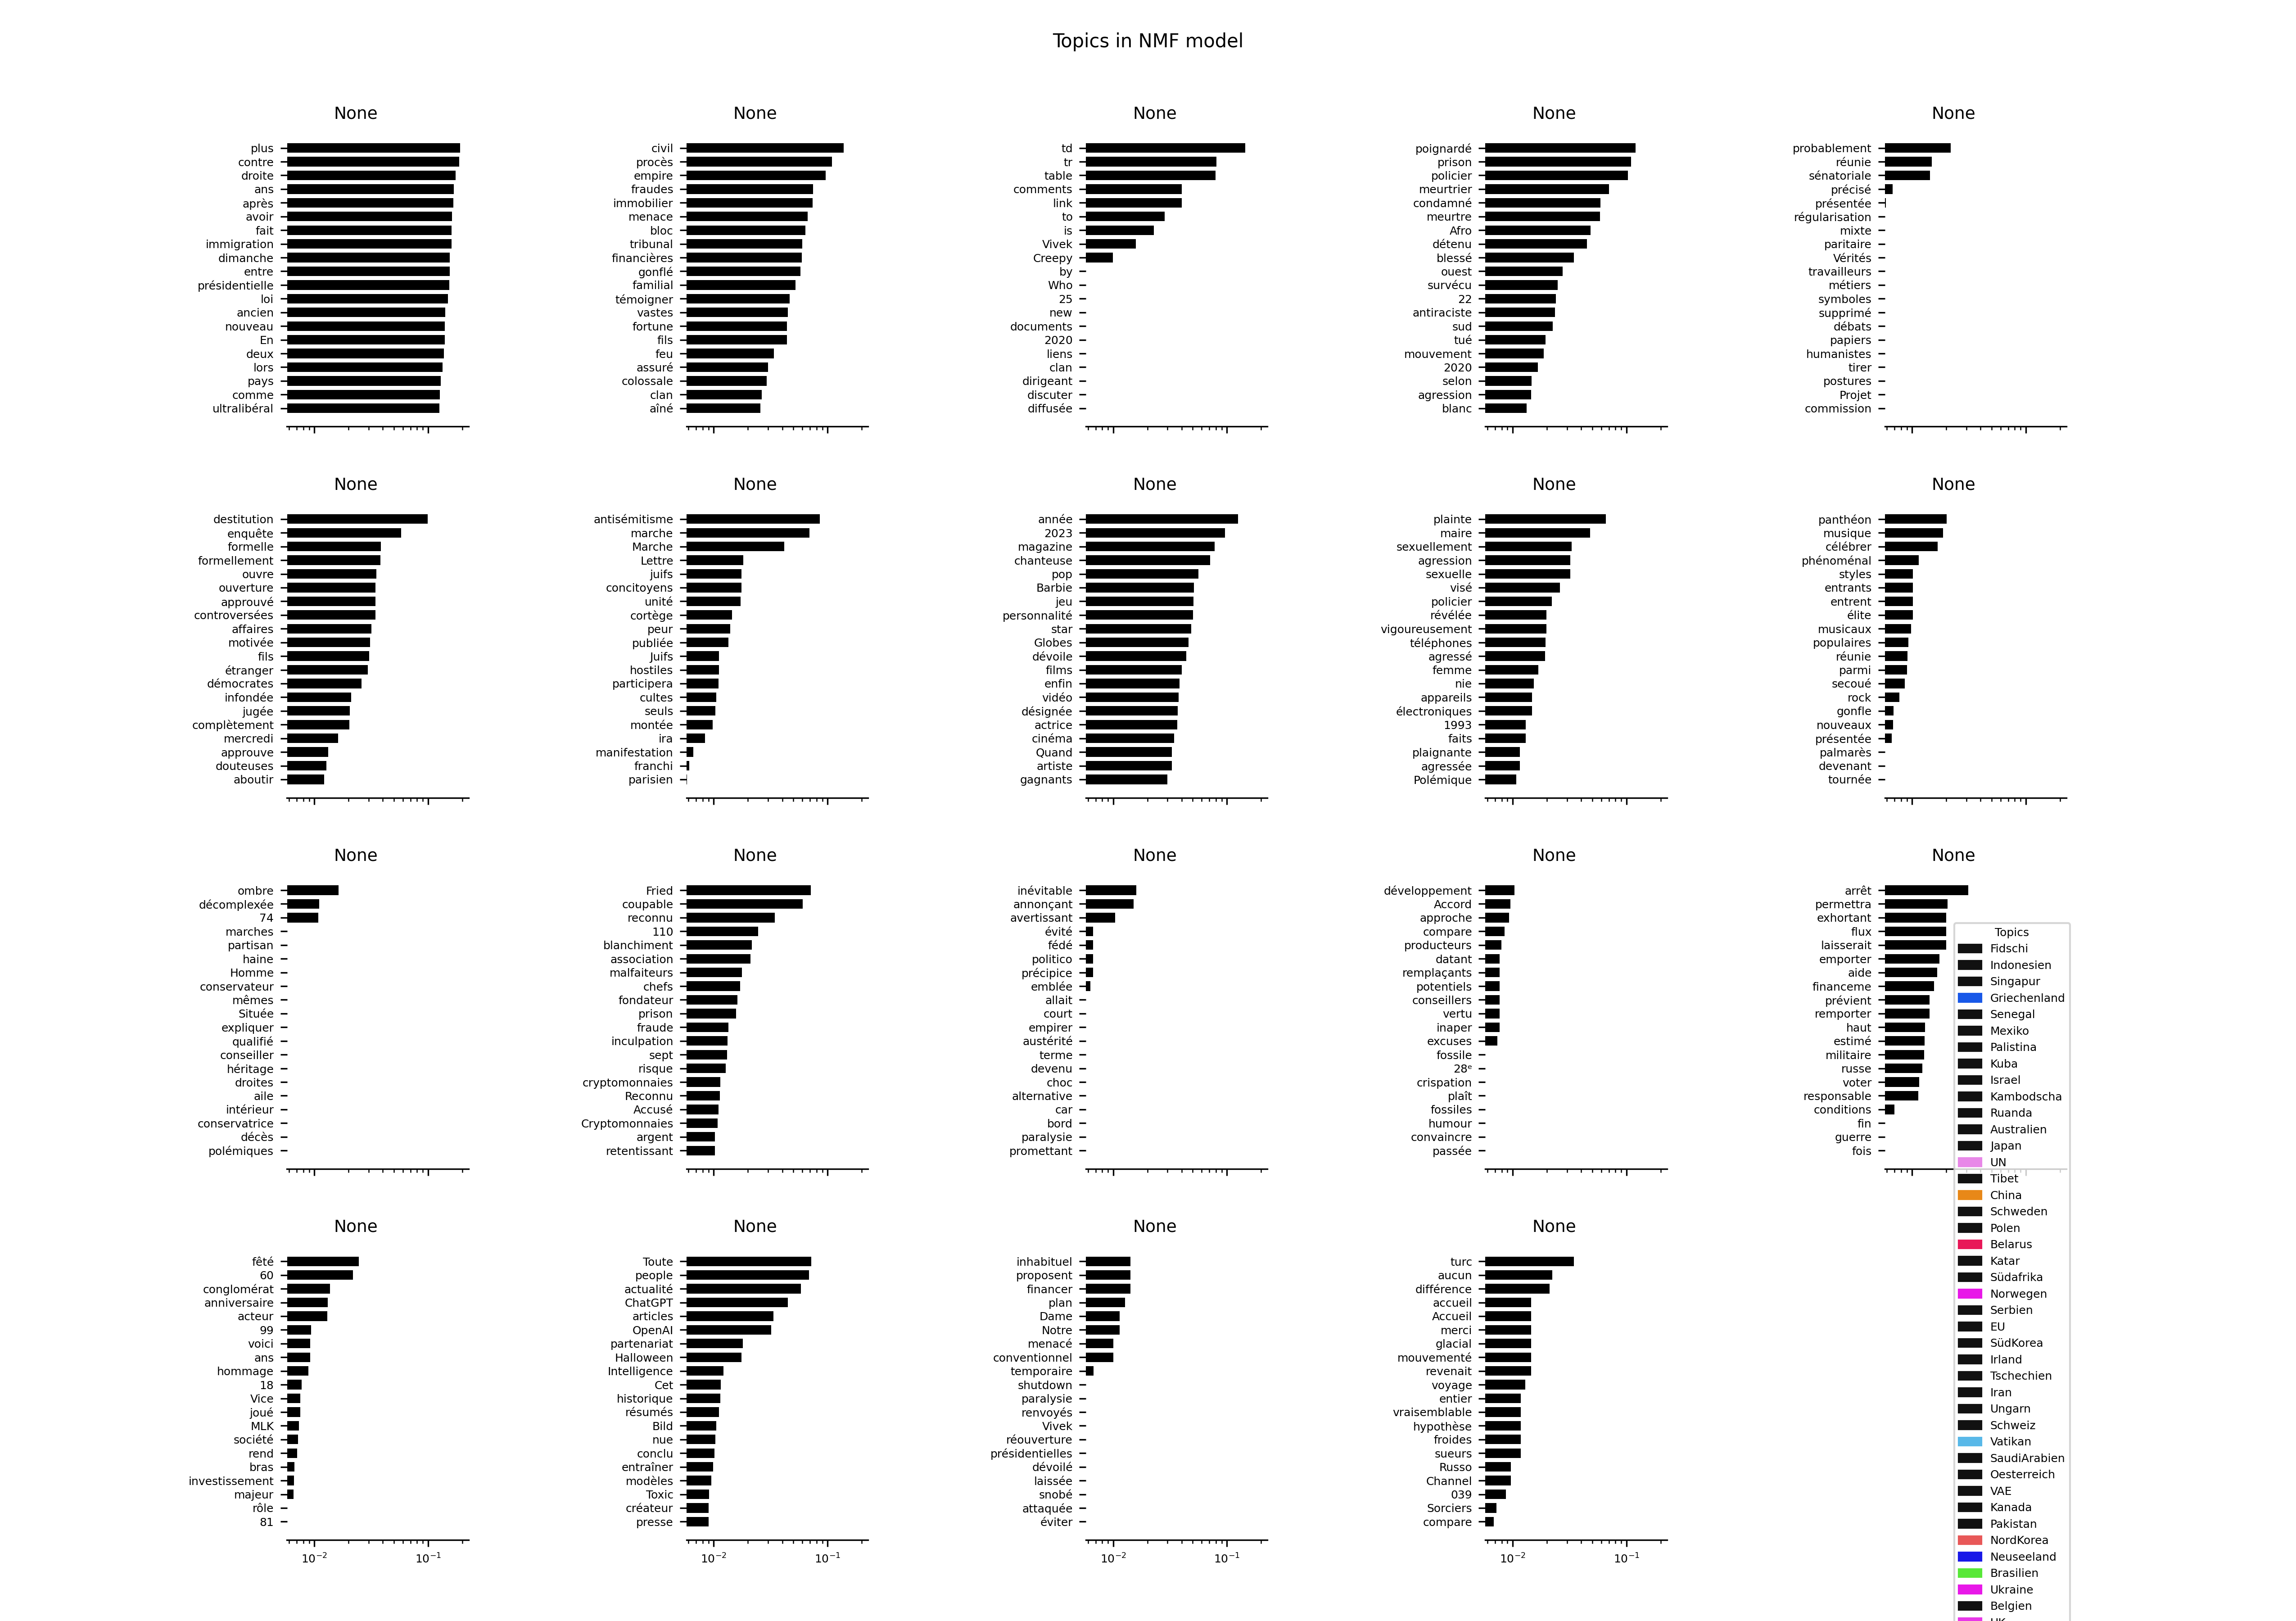 Topics in NMF model
None
plus
contre
droite
ans
après
avoir
fait
immigration
dimanche
entre
présidentielle
loi
ancien
nouveau
En
deux
lors
pays
comme
ultralibéral
None
civil
procès
empire
fraudes
immobilier
menace
bloc
tribunal
financières
gonflé
familial
témoigner
vastes
fortune
fils
feu
assuré
colossale
clan
aîné
None
td
tr
table
comments
link
to
is
Vivek
Creepy
by
Who
25
new
documents
2020
liens
clan
dirigeant
discuter
diffusée
None
poignardé
prison
policier
meurtrier
condamné
meurtre
Afro
détenu
blessé
ouest
survécu
22
antiraciste
sud
tué
mouvement
2020
selon
agression
blanc
None
probablement
réunie
sénatoriale
précisé
présentée
régularisation
mixte
paritaire
Vérités
travailleurs
métiers
symboles
supprimé
débats
papiers
humanistes
tirer
postures
Projet
commission
None
destitution
enquête
formelle
formellement
ouvre
ouverture
approuvé
controversées
affaires
motivée
fils
étranger
démocrates
infondée
jugée
complètement
mercredi
approuve
douteuses
aboutir
None
antisémitisme
marche
Marche
Lettre
juifs
concitoyens
unité
cortège
peur
publiée
Juifs
hostiles
participera
cultes
seuls
montée
ira
manifestation
franchi
parisien
None
année
2023
magazine
chanteuse
pop
Barbie
jeu
personnalité
star
Globes
dévoile
films
enfin
vidéo
désignée
actrice
cinéma
Quand
artiste
gagnants
None
plainte
maire
sexuellement
agression
sexuelle
visé
policier
révélée
vigoureusement
téléphones
agressé
femme
nie
appareils
électroniques
1993
faits
plaignante
agressée
Polémique
None
panthéon
musique
célébrer
phénoménal
styles
entrants
entrent
élite
musicaux
populaires
réunie
parmi
secoué
rock
gonfle
nouveaux
présentée
palmarès
devenant
tournée
None
ombre
décomplexée
74
marches
partisan
haine
Homme
conservateur
mêmes
Située
expliquer
qualifié
conseiller
héritage
droites
aile
intérieur
conservatrice
décès
polémiques
None
Fried
coupable
reconnu
110
blanchiment
association
malfaiteurs
chefs
fondateur
prison
fraude
inculpation
sept
risque
cryptomonnaies
Reconnu
Accusé
Cryptomonnaies
argent
retentissant
None
inévitable
annonçant
avertissant
évité
fédé
politico
précipice
emblée
allait
court
empirer
austérité
terme
devenu
choc
alternative
car
bord
paralysie
promettant
None
développement
Accord
approche
compare
producteurs
datant
remplaçants
potentiels
conseillers
vertu
inaper
excuses
fossile
28ᵉ
crispation
plaît
fossiles
humour
convaincre
passée
None
arrêt
permettra
exhortant
flux
laisserait
emporter
aide
financeme
prévient
remporter
haut
estimé
militaire
russe
voter
responsable
conditions
fin
guerre
fois
None
fêté
60
conglomérat
anniversaire
acteur
99
voici
ans
hommage
18
Vice
joué
MLK
société
rend
bras
investissement
majeur
rôle
81
10⁻² 10⁻¹
None
Toute
people
actualité
ChatGPT
articles
OpenAI
partenariat
Halloween
Intelligence
Cet
historique
résumés
Bild
nue
conclu
entraîner
modèles
Toxic
créateur
presse
10⁻² 10⁻¹
None
inhabituel
proposent
financer
plan
Dame
Notre
menacé
conventionnel
temporaire
shutdown
paralysie
renvoyés
Vivek
réouverture
présidentielles
dévoilé
laissée
snobé
attaquée
éviter
10⁻² 10⁻¹
None
turc
aucun
différence
accueil
Accueil
merci
glacial
mouvementé
revenait
voyage
entier
vraisemblable
hypothèse
froides
sueurs
Russo
Channel
039
Sorciers
compare
10⁻² 10⁻¹
Topics
Fidschi
Indonesien
Singapur
Griechenland
Senegal
Mexiko
Palistina
Kuba
Israel
Kambodscha
Ruanda
Australien
Japan
UN
Tibet
China
Schweden
Polen
Belarus
Katar
Südafrika
Norwegen
Serbien
EU
SüdKorea
Irland
Tschechien
Iran
Ungarn
Schweiz
Vatikan
SaudiArabien
Oesterreich
VAE
Kanada
Pakistan
NordKorea
Neuseeland
Brasilien
Ukraine
Belgien